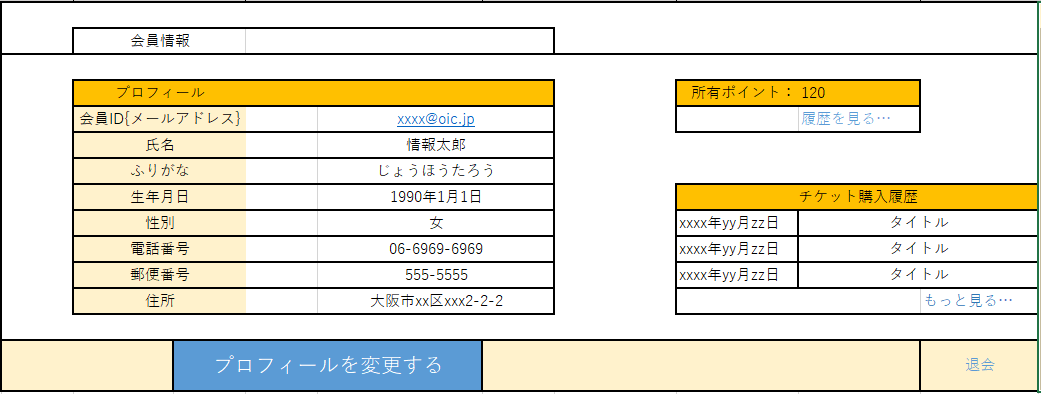 会員情報
プロフィール
会員ID{メールアドレス} xxxx@oic.jp
氏名 情報太郎
ふりがな じょうほうたろう
生年月日 1990年1月1日
性別 女
電話番号 06-6969-6969
郵便番号 555-5555
住所 大阪市xx区xxx2-2-2
所有ポイント： 120
履歴を見る…
チケット購入履歴
xxxx年yy月zz日 タイトル
xxxx年yy月zz日 タイトル
xxxx年yy月zz日 タイトル
もっと見る…
プロフィールを変更する
退会